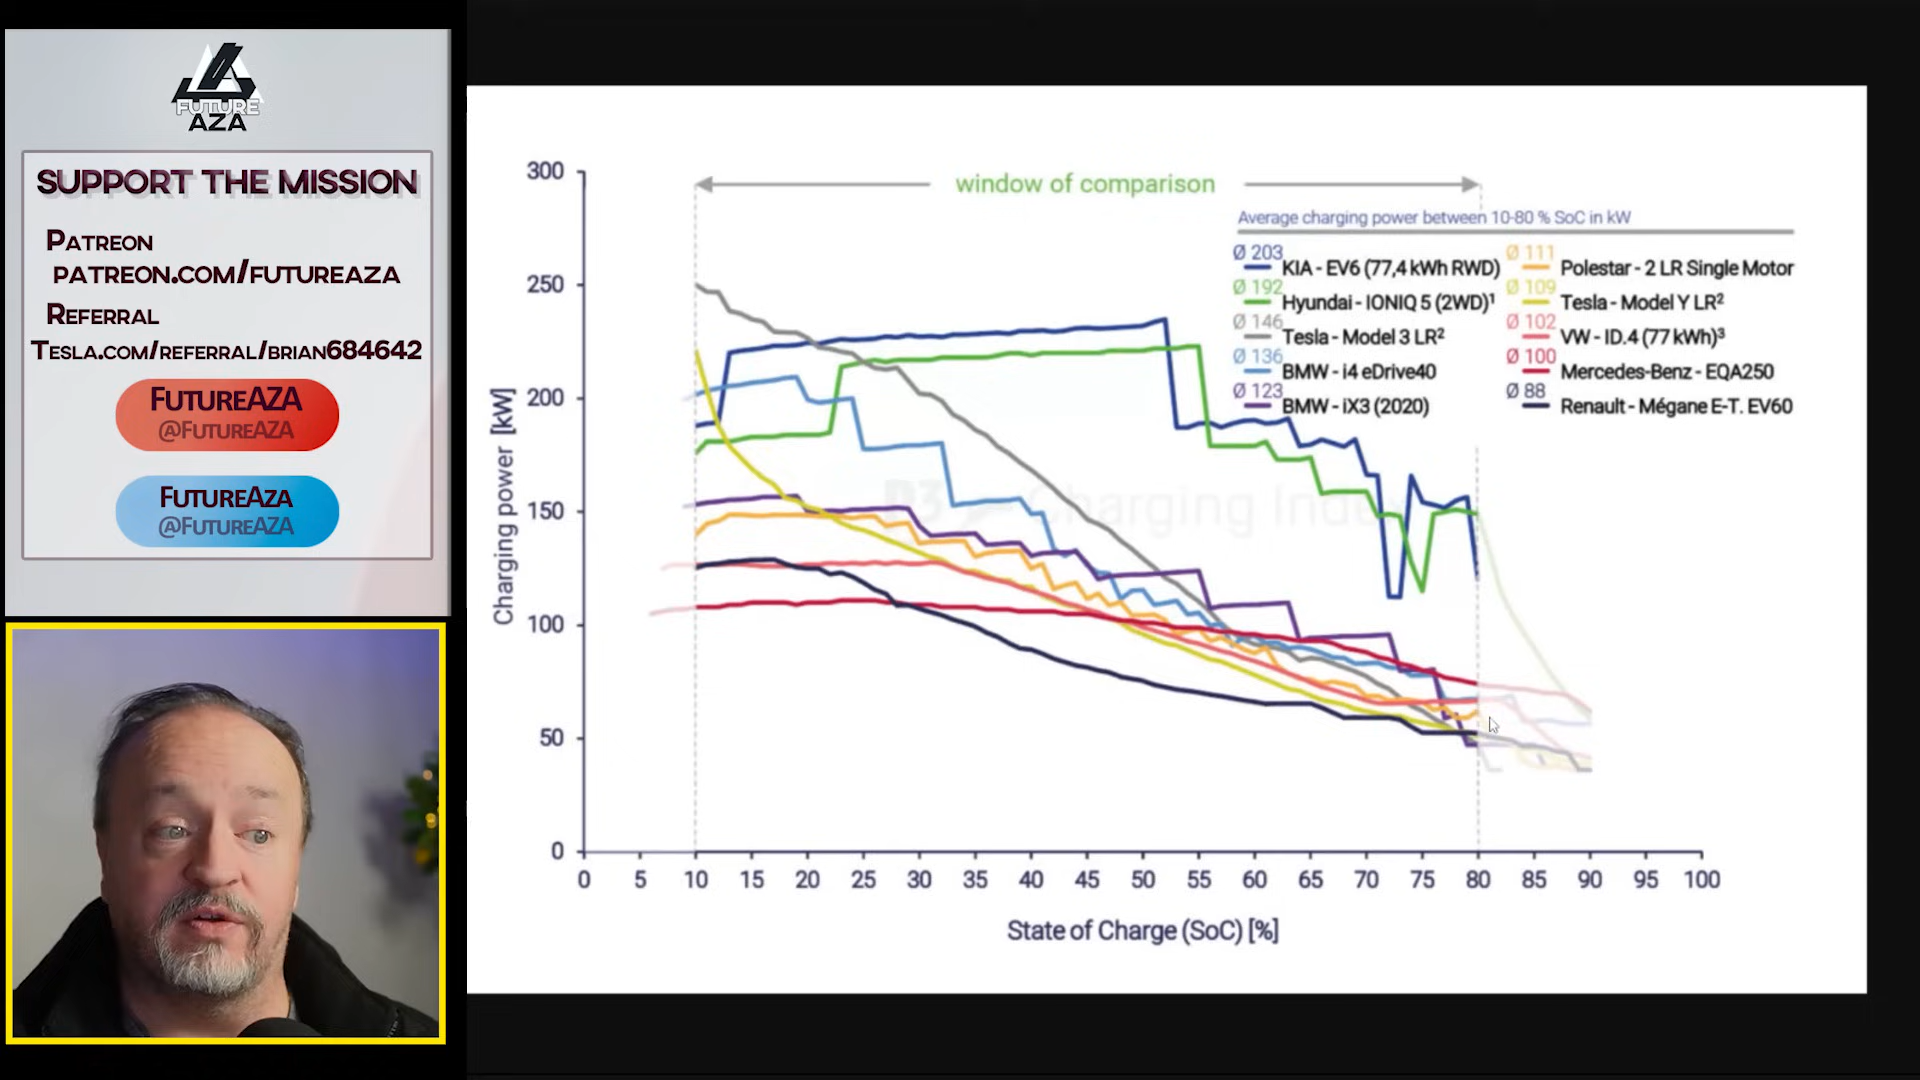 FUTURE
AZA
SUPPORT THE MISSION
PATREON
PATREON.COM/FUTUREAZA
REFERRAL
TESLA.COM/REFERRAL/BRIAN684642
FUTUREAZA
@FUTUREAZA
FUTUREAZA
@FUTUREAZA
window of comparison
Average charging power between 10-80 % SoC in kW
Ø 203 KIA - EV6 (77,4 kWh RWD)
Ø 192 Hyundai - IONIQ 5 (2WD)¹
Ø 146 Tesla - Model 3 LR²
Ø 136 BMW - i4 eDrive40
Ø 123 BMW - iX3 (2020)
Ø 111 Polestar - 2 LR Single Motor
Ø 109 Tesla - Model Y LR²
Ø 102 VW - ID.4 (77 kWh)³
Ø 100 Mercedes-Benz - EQA250
Ø 88 Renault - Mégane E-T. EV60
Charging power [kW]
300
250
200
150
100
50
0
P3 Charging Index
0 5 10 15 20 25 30 35 40 45 50 55 60 65 70 75 80 85 90 95 100
State of Charge (SoC) [%]